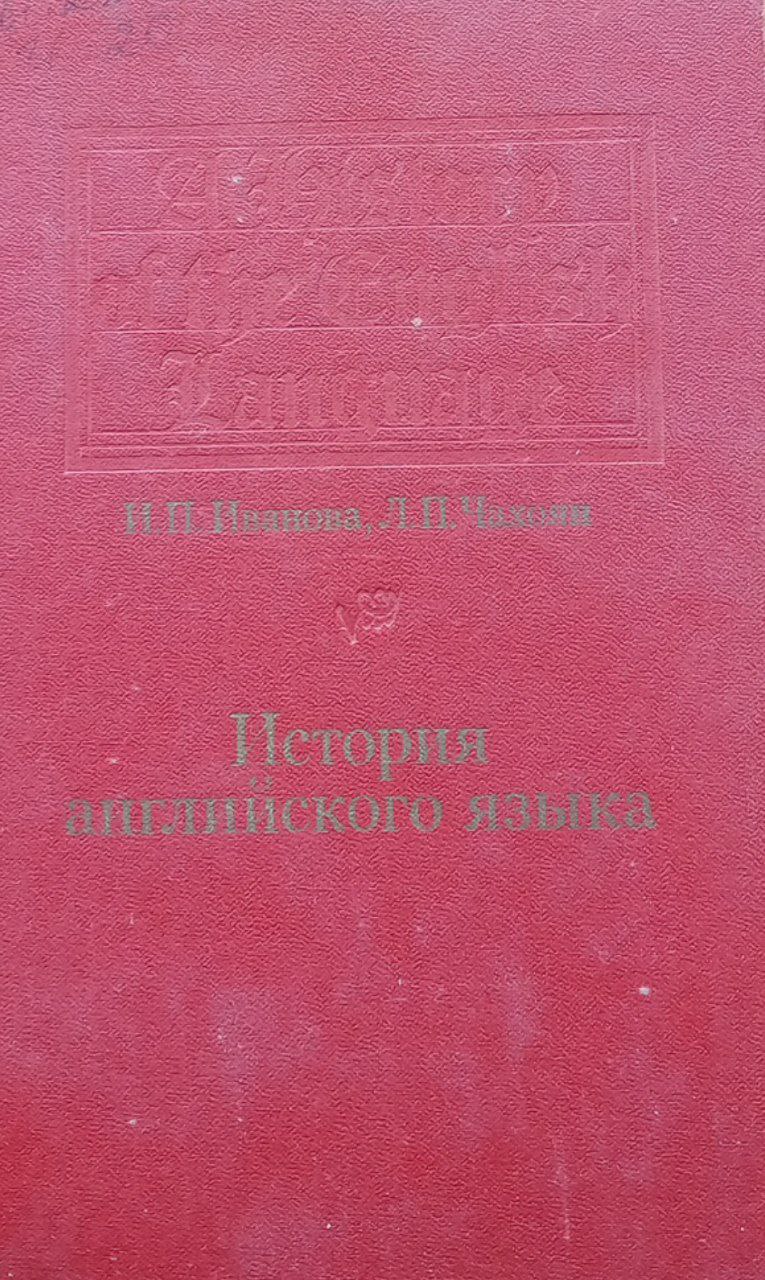 A History
of the English
Language
И.П. Иванова, Л.П. Чахоян
История
английского языка